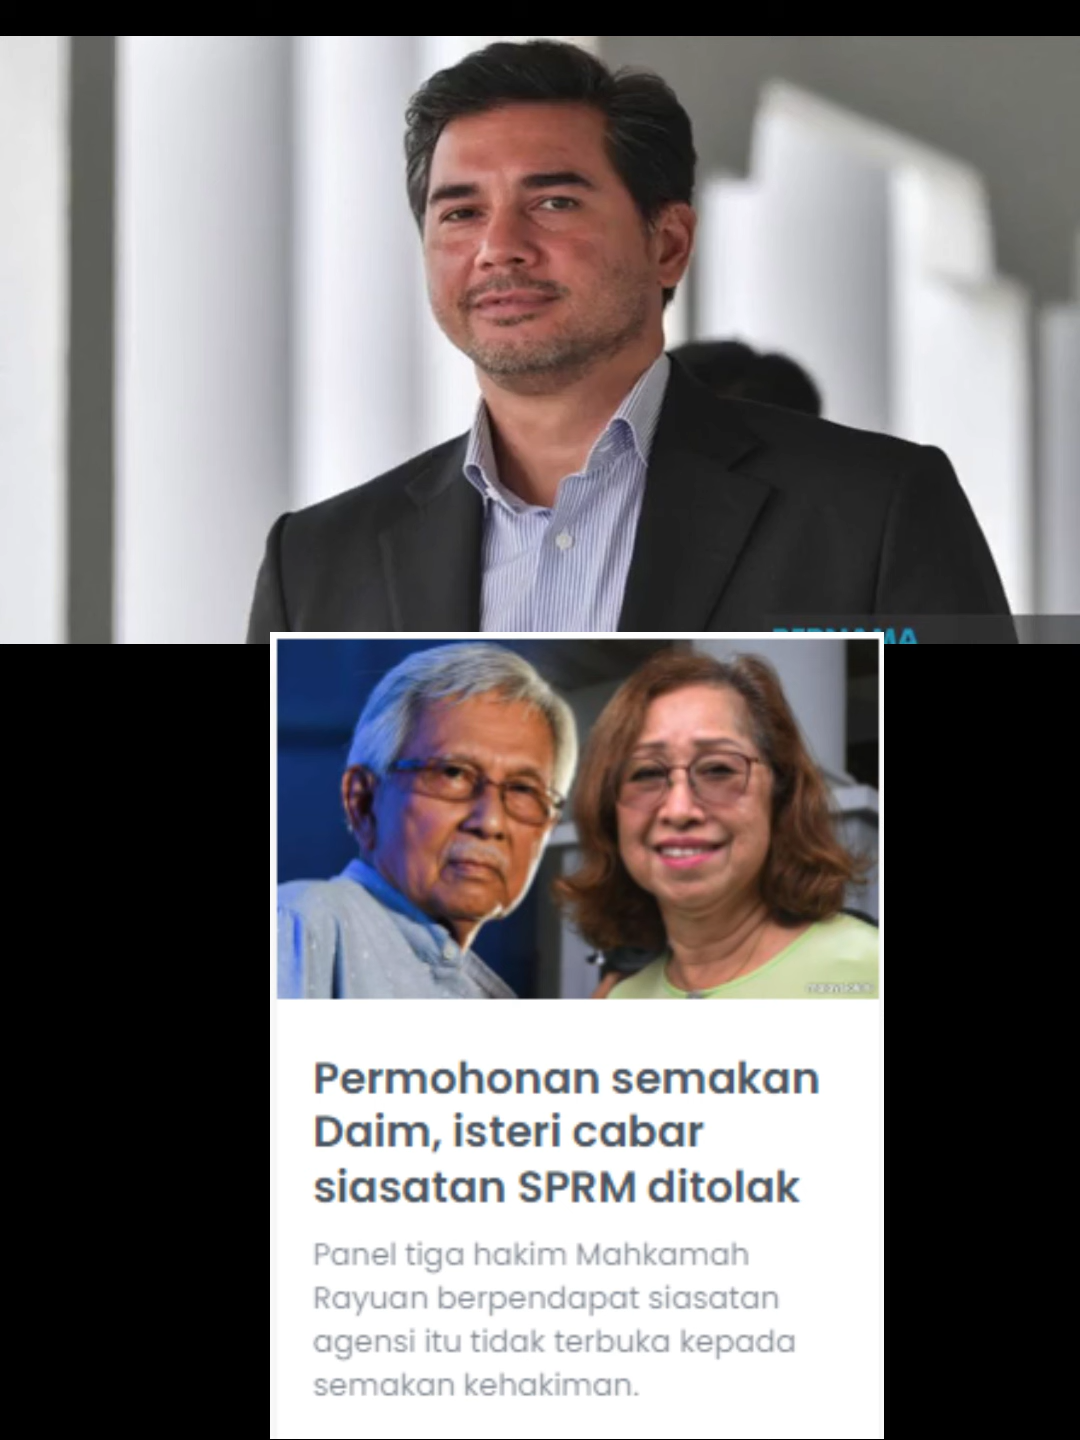 BERNAMA
Permohonan semakan
Daim, isteri cabar
siasatan SPRM ditolak
Panel tiga hakim Mahkamah
Rayuan berpendapat siasatan
agensi itu tidak terbuka kepada
semakan kehakiman.